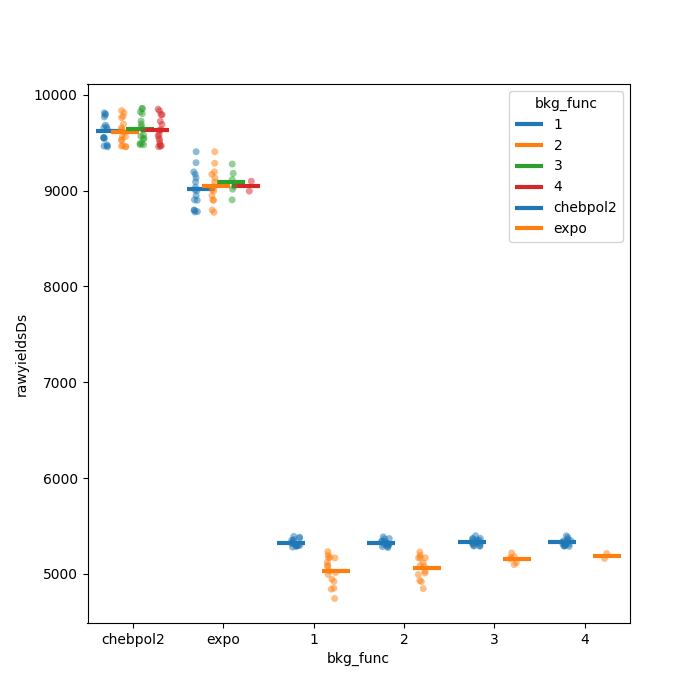 bkg_func
1
2
3
4
chebpol2
expo
10000
9000
8000
7000
6000
5000
rawyieldsDs
chebpol2 expo 1 2 3 4
bkg_func